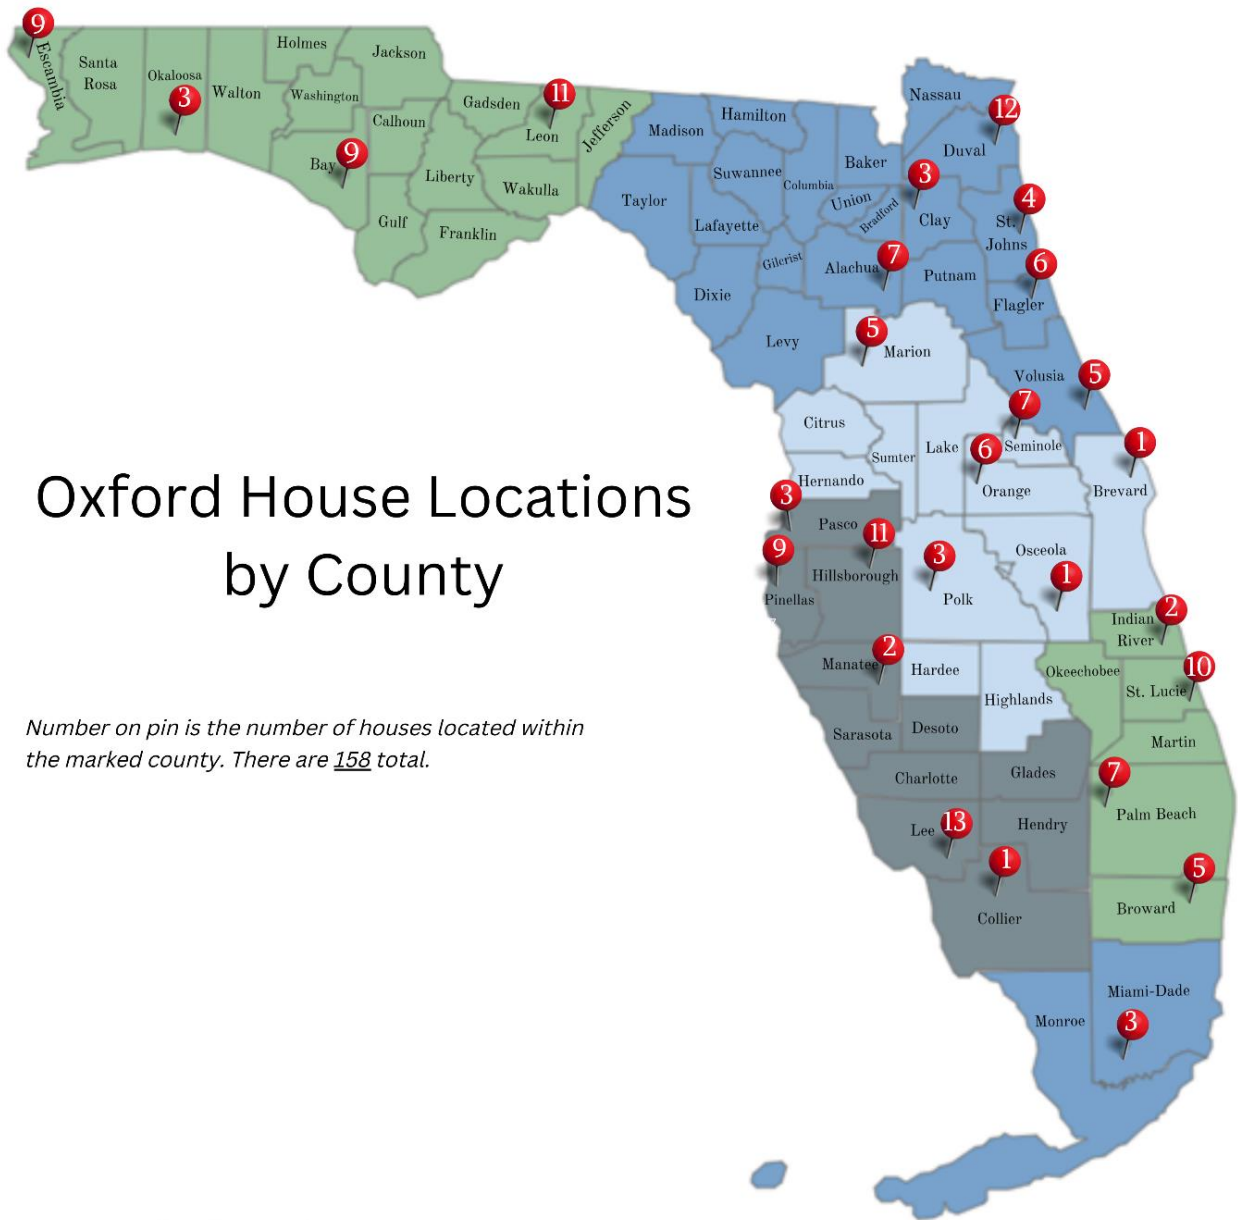 9
Escambia
Santa
Rosa
Okaloosa
3
Walton
Holmes
Washington
Jackson
Bay
9
Calhoun
Gulf
Liberty
Gadsden
11
Leon
Wakulla
Franklin
Jefferson
Madison
Taylor
Hamilton
Suwannee
Lafayette
Columbia
Dixie
Gilcrist
Levy
Baker
Union
Bradford
Alachua
7
Nassau
12
Duval
3
Clay
4
St.
Johns
Putnam
6
Flagler
5
Marion
Volusia
5
7
Seminole
Citrus
Sumter
Lake
6
Orange
1
Brevard
Hernando
3
Pasco
9
Pinellas
11
Hillsborough
3
Polk
Osceola
1
2
Indian
River
2
Manatee
Hardee
Highlands
Okeechobee
10
St. Lucie
Sarasota
Desoto
Martin
Charlotte
Glades
7
Palm Beach
Lee
13
Hendry
1
Collier
5
Broward
Miami-Dade
3
Monroe
Oxford House Locations
by County
Number on pin is the number of houses located within
the marked county. There are 158 total.